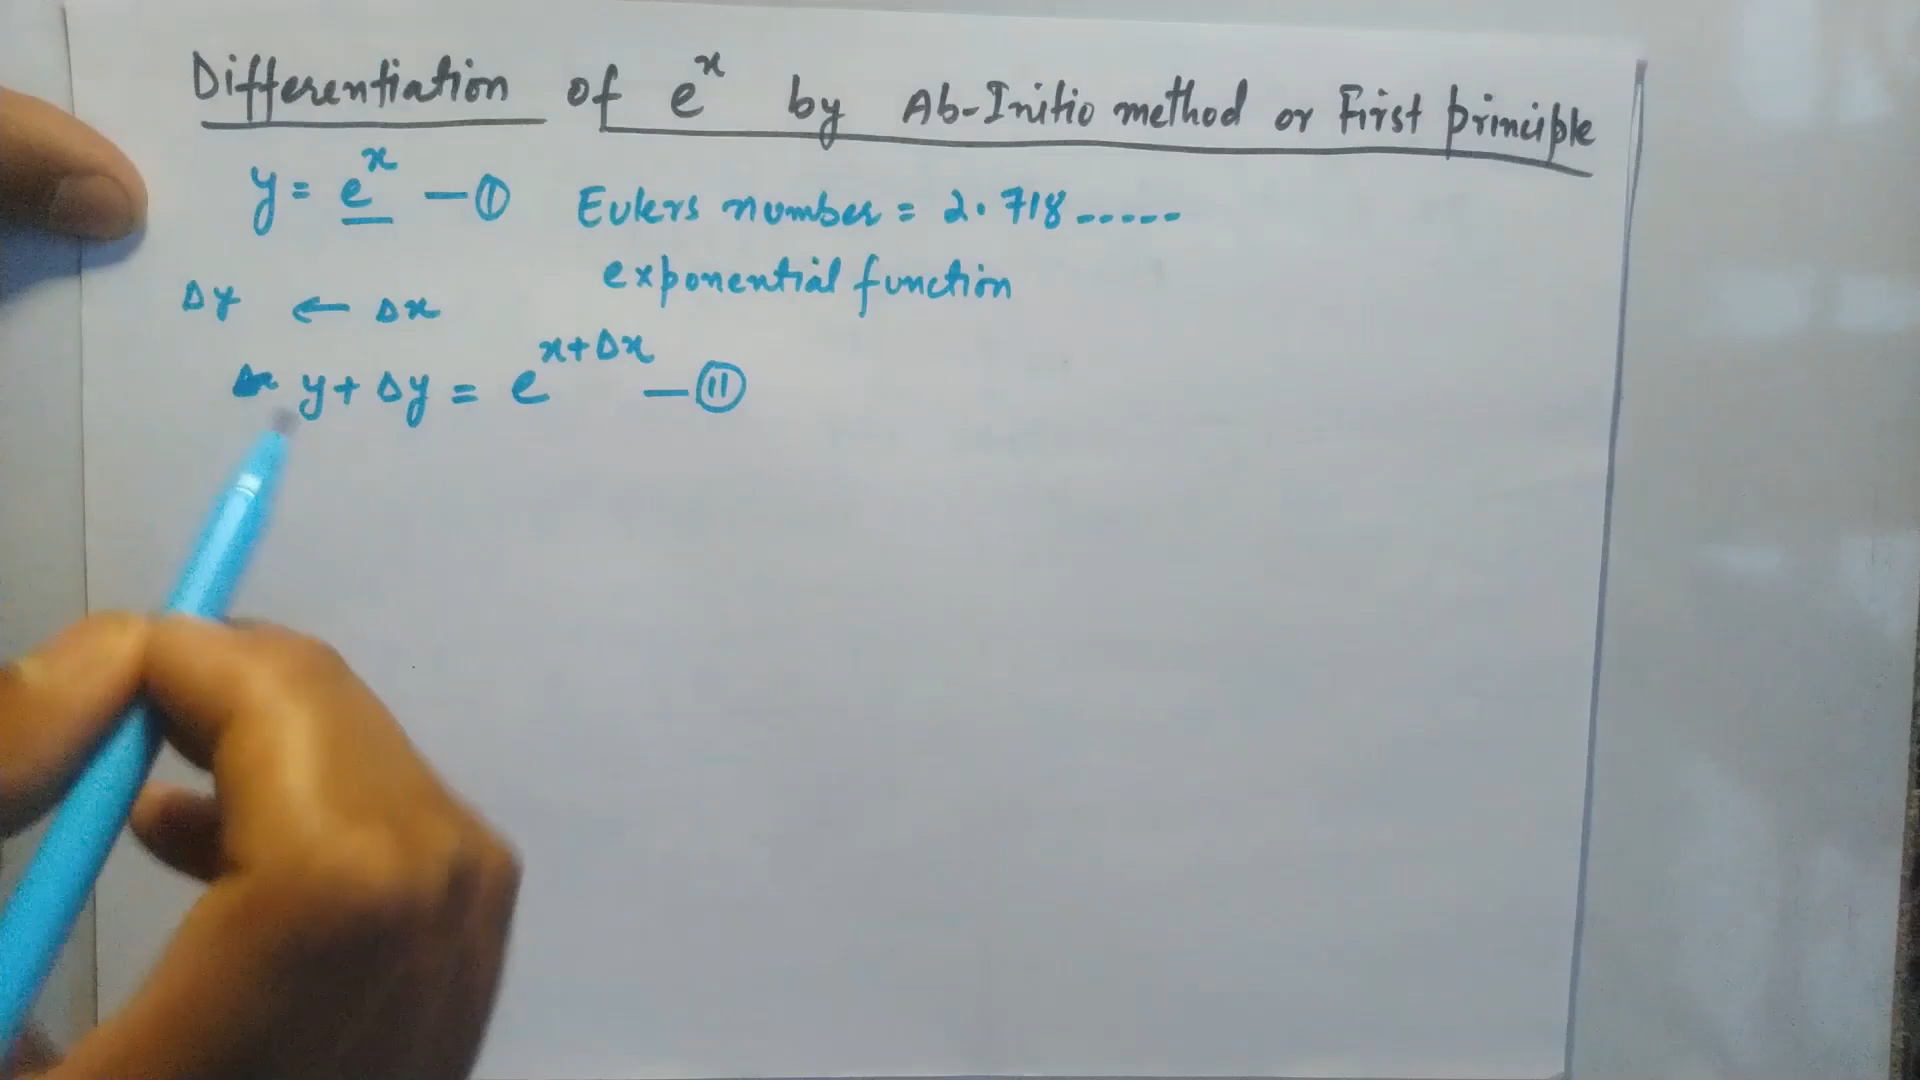 Differentiation of e^x by Ab-Initio method or First principle
y = e^x — ①
Eulers number = 2.718.....
exponential function
Δy ← Δx
y + Δy = e^(x+Δx) — ⑪